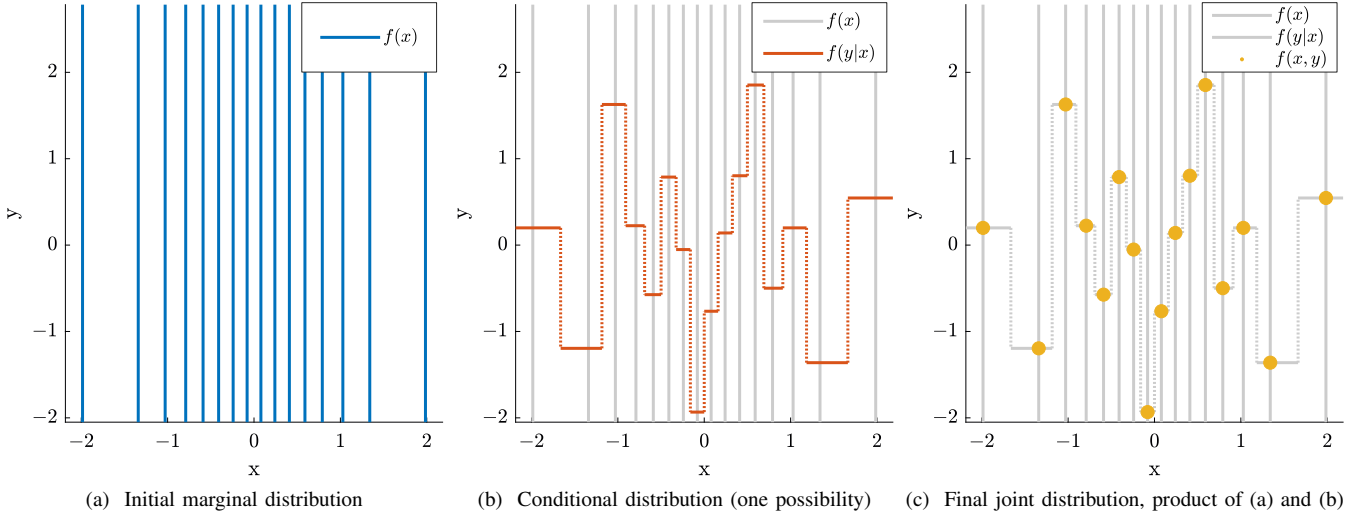 f(x)
2
1
0
−1
−2
y
−2
−1
0
1
2
x
(a) Initial marginal distribution
f(x)
f(y|x)
2
1
0
−1
−2
y
−2
−1
0
1
2
x
(b) Conditional distribution (one possibility)
f(x)
f(y|x)
f(x, y)
2
1
0
−1
−2
y
−2
−1
0
1
2
x
(c) Final joint distribution, product of (a) and (b)